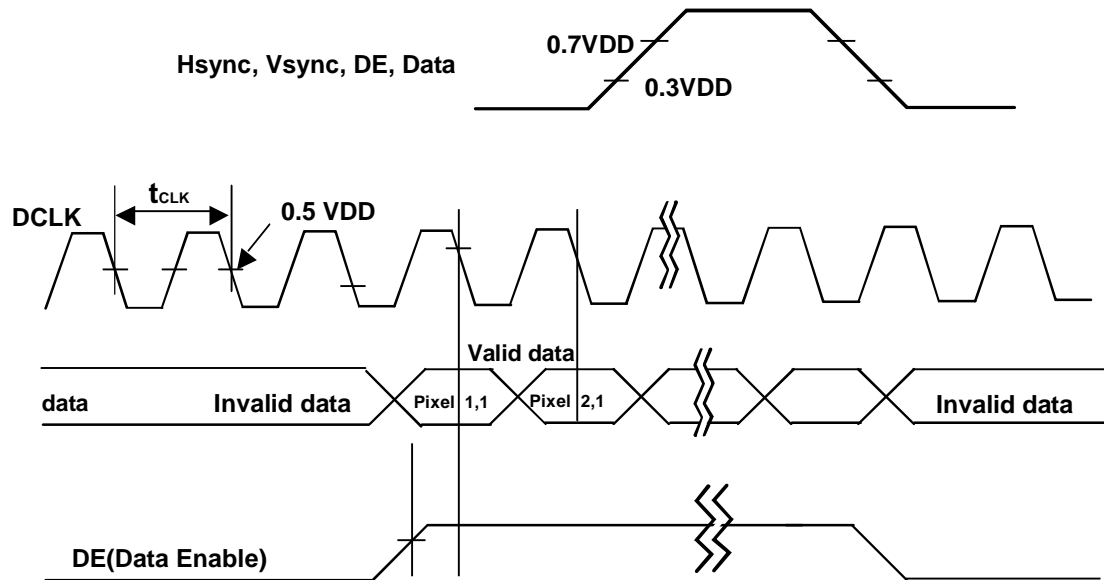 0.7VDD
Hsync, Vsync, DE, Data
0.3VDD
tCLK
DCLK
0.5 VDD
Valid data
data
Invalid data
Pixel 1,1
Pixel 2,1
Invalid data
DE(Data Enable)